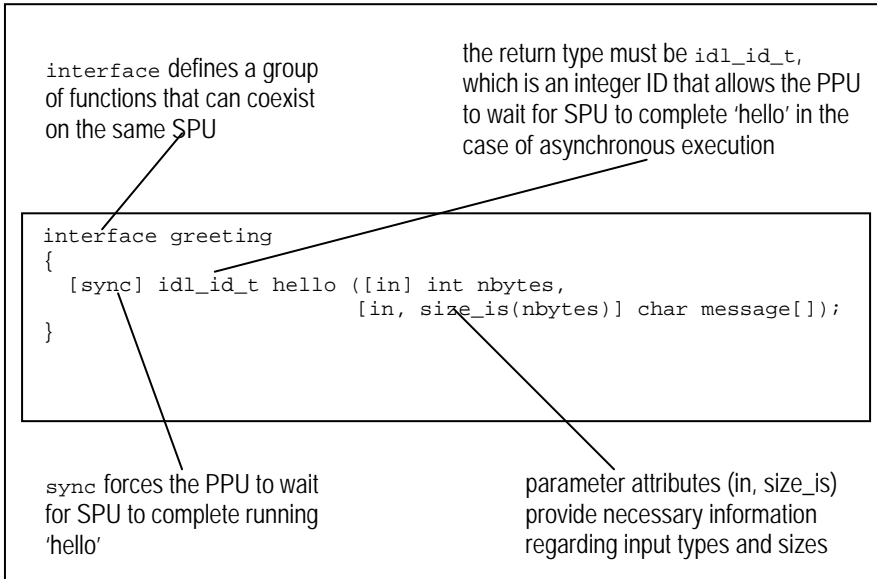 interface defines a group
of functions that can coexist
on the same SPU
the return type must be idl_id_t,
which is an integer ID that allows the PPU
to wait for SPU to complete ‘hello’ in the
case of asynchronous execution
interface greeting
{
[sync] idl_id_t hello ([in] int nbytes,
[in, size_is(nbytes)] char message[]);
}
sync forces the PPU to wait
for SPU to complete running
‘hello’
parameter attributes (in, size_is)
provide necessary information
regarding input types and sizes